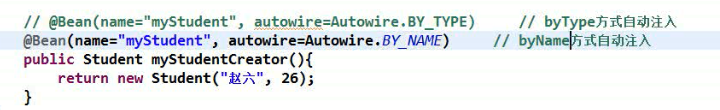 // @Bean(name="myStudent", autowire=Autowire.BY_TYPE)     // byType方式自动注入
@Bean(name="myStudent", autowire=Autowire.BY_NAME)     // byName方式自动注入
public Student myStudentCreator(){
    return new Student("赵六", 26);
}